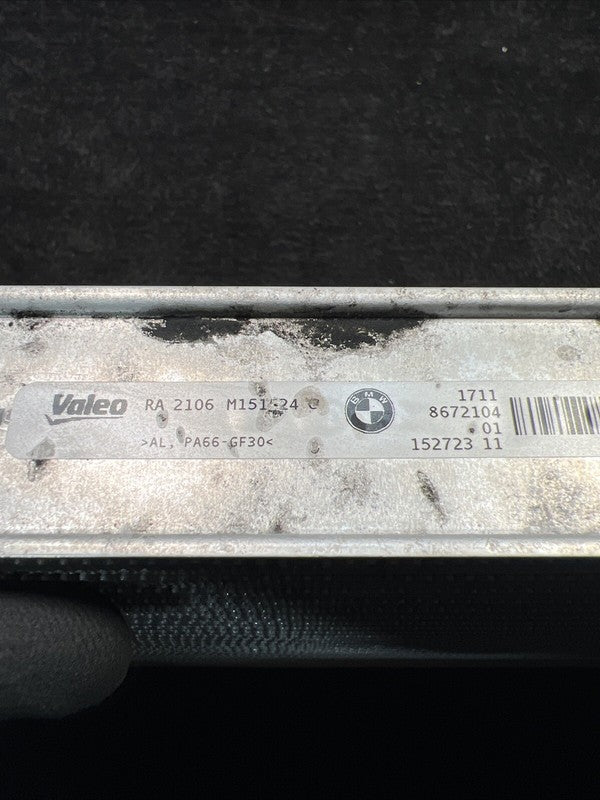 Valeo RA 2106 M151 24 C
>AL, PA66-GF30<
BMW
1711
8672104
01
152723 11